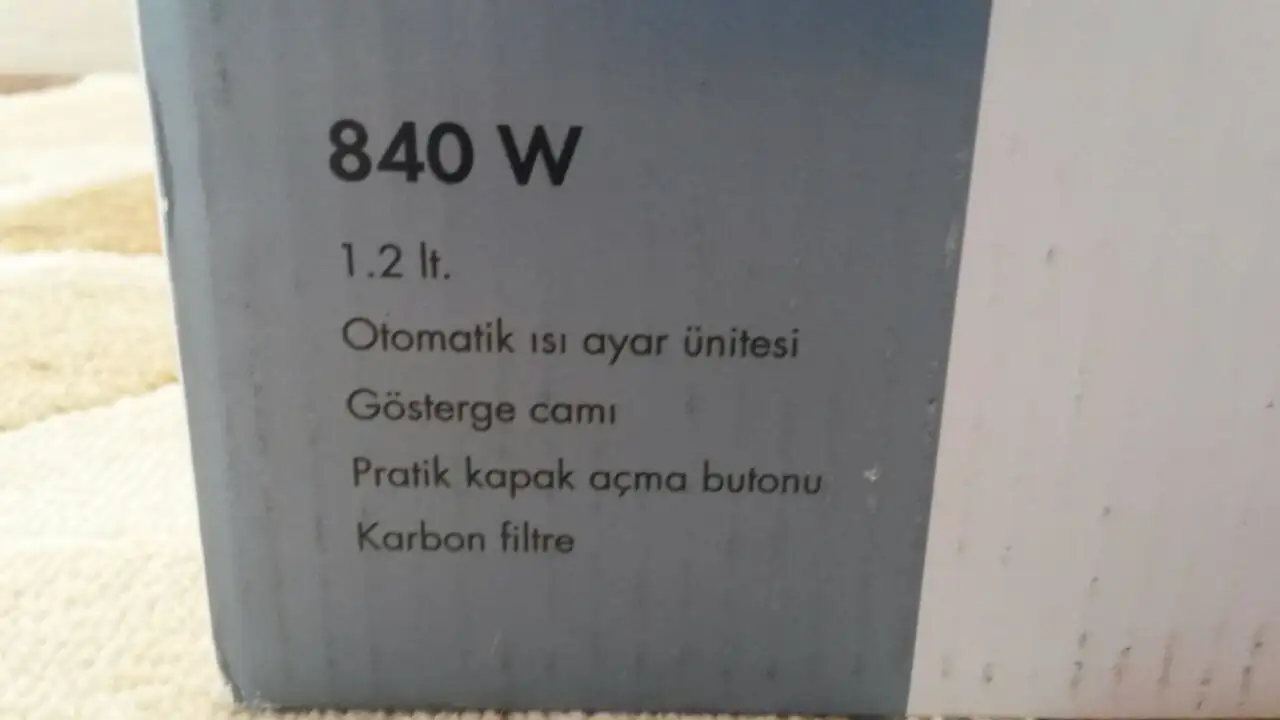 840 W
1.2 lt.
Otomatik ısı ayar ünitesi
Gösterge camı
Pratik kapak açma butonu
Karbon filtre